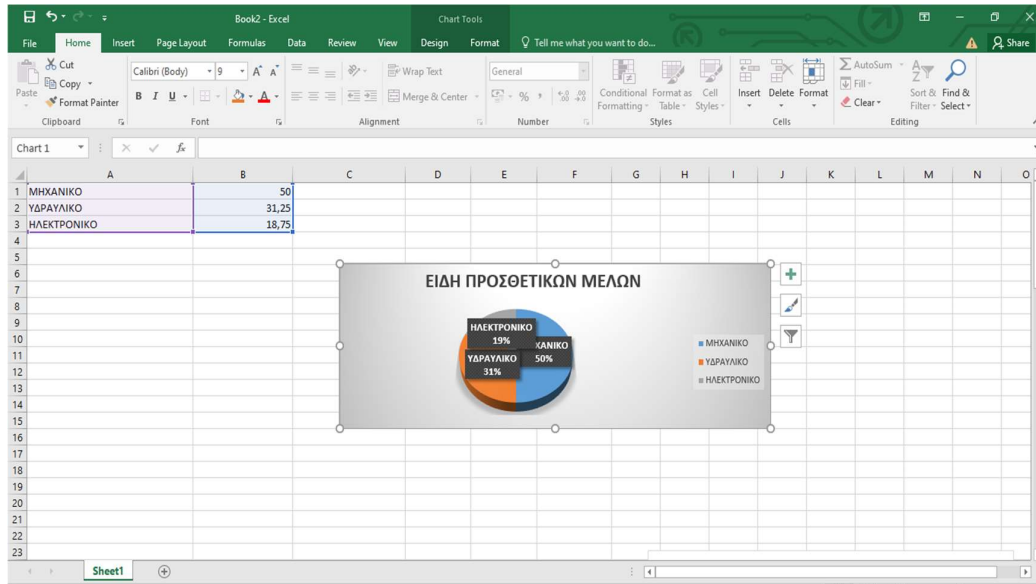 Book2 - Excel
Chart Tools
File Home Insert Page Layout Formulas Data Review View Design Format Tell me what you want to do... Share
Paste
Cut
Copy
Format Painter
Clipboard
Calibri (Body) 9 A A
B I U A
Font
Wrap Text
Merge & Center
Alignment
General
% ,
Number
Conditional Formatting
Format as Table
Cell Styles
Styles
Insert Delete Format
Cells
AutoSum
Fill
Clear
Sort & Filter
Find & Select
Editing
Chart 1 fx
A B C D E F G H I J K L M N O
1 ΜΗΧΑΝΙΚΟ 50
2 ΥΔΡΑΥΛΙΚΟ 31,25
3 ΗΛΕΚΤΡΟΝΙΚΟ 18,75
4
5
6
7
8
9
10
11
12
13
14
15
16
17
18
19
20
21
22
23
ΕΙΔΗ ΠΡΟΣΘΕΤΙΚΩΝ ΜΕΛΩΝ
ΗΛΕΚΤΡΟΝΙΚΟ
19%
ΧΑΝΙΚΟ
50%
ΥΔΡΑΥΛΙΚΟ
31%
ΜΗΧΑΝΙΚΟ
ΥΔΡΑΥΛΙΚΟ
ΗΛΕΚΤΡΟΝΙΚΟ
Sheet1